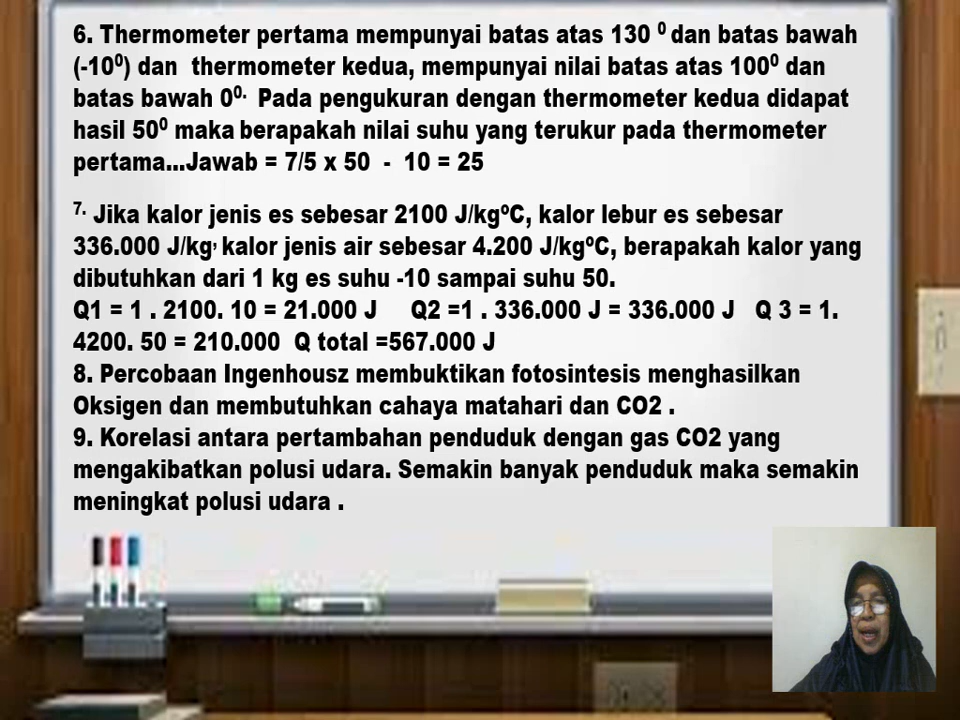 6. Thermometer pertama mempunyai batas atas 130 ⁰ dan batas bawah
(-10⁰) dan thermometer kedua, mempunyai nilai batas atas 100⁰ dan
batas bawah 0⁰· Pada pengukuran dengan thermometer kedua didapat
hasil 50⁰ maka berapakah nilai suhu yang terukur pada thermometer
pertama...Jawab = 7/5 x 50 - 10 = 25
7. Jika kalor jenis es sebesar 2100 J/kgºC, kalor lebur es sebesar
336.000 J/kg, kalor jenis air sebesar 4.200 J/kgºC, berapakah kalor yang
dibutuhkan dari 1 kg es suhu -10 sampai suhu 50.
Q1 = 1 . 2100. 10 = 21.000 J Q2 =1 . 336.000 J = 336.000 J Q 3 = 1.
4200. 50 = 210.000 Q total =567.000 J
8. Percobaan Ingenhousz membuktikan fotosintesis menghasilkan
Oksigen dan membutuhkan cahaya matahari dan CO2 .
9. Korelasi antara pertambahan penduduk dengan gas CO2 yang
mengakibatkan polusi udara. Semakin banyak penduduk maka semakin
meningkat polusi udara .